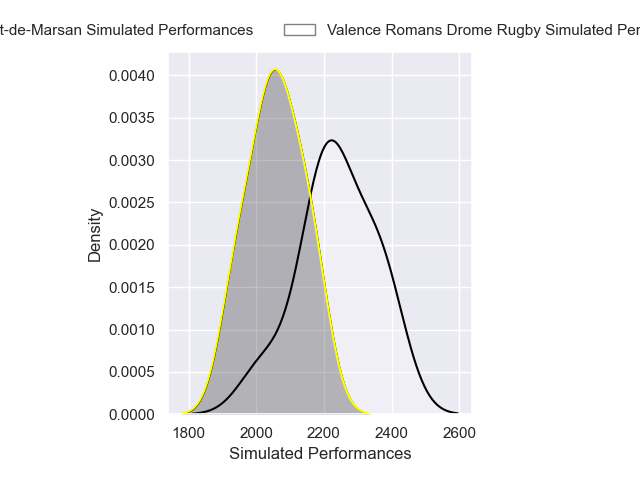 t-de-Marsan Simulated Performances Valence Romans Drome Rugby Simulated Per
0.0040
0.0035
0.0030
0.0025
0.0020
0.0015
0.0010
0.0005
0.0000
Density
1800 2000 2200 2400 2600
Simulated Performances